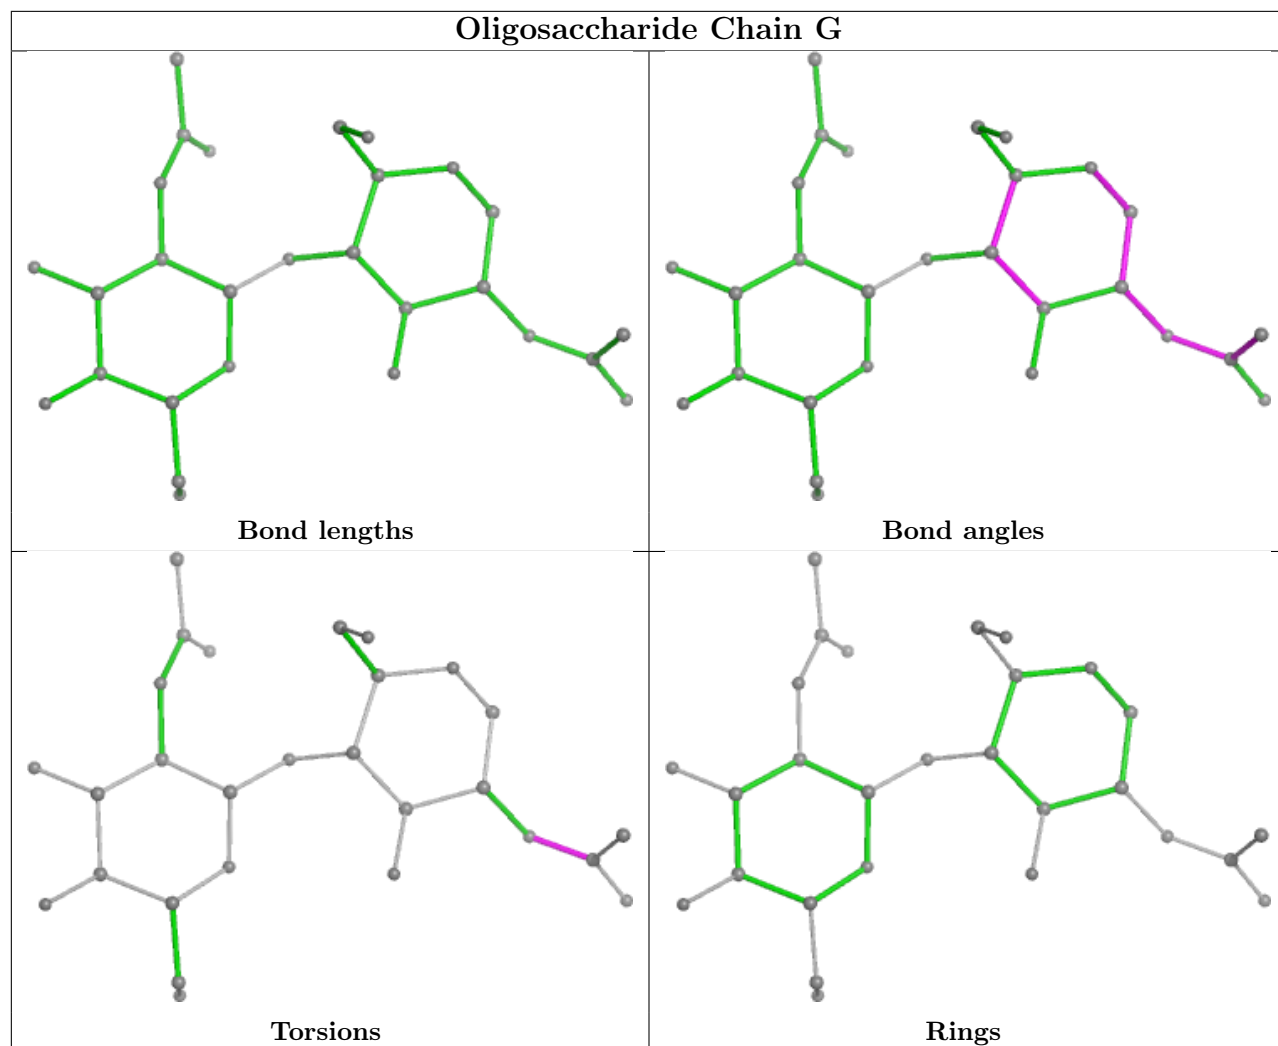 Oligosaccharide Chain G
Bond lengths
Bond angles
Torsions
Rings